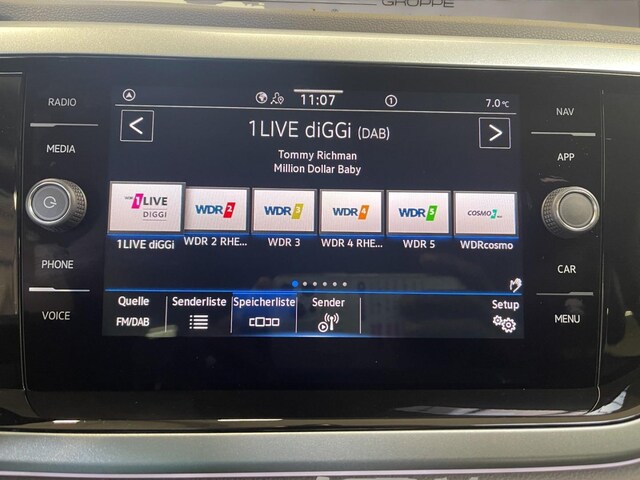 GRUPPE
RADIO
MEDIA
PHONE
VOICE
NAV
APP
CAR
MENU
11:07
1
7.0°C
1LIVE diGGi (DAB)
Tommy Richman
Million Dollar Baby
1LIVE DIGGI
WDR 2
WDR 3
WDR 4
WDR 5
COSMO
1LIVE diGGi
WDR 2 RHE...
WDR 3
WDR 4 RHE...
WDR 5
WDRcosmo
Quelle
FM/DAB
Senderliste
Speicherliste
Sender
Setup